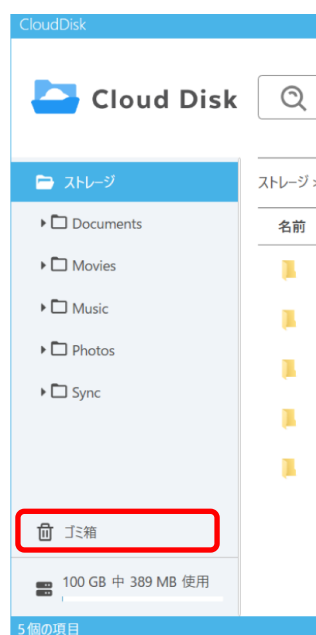 CloudDisk
Cloud Disk
ストレージ
ストレージ >
Documents
名前
Movies
Music
Photos
Sync
ゴミ箱
100 GB 中 389 MB 使用
5個の項目